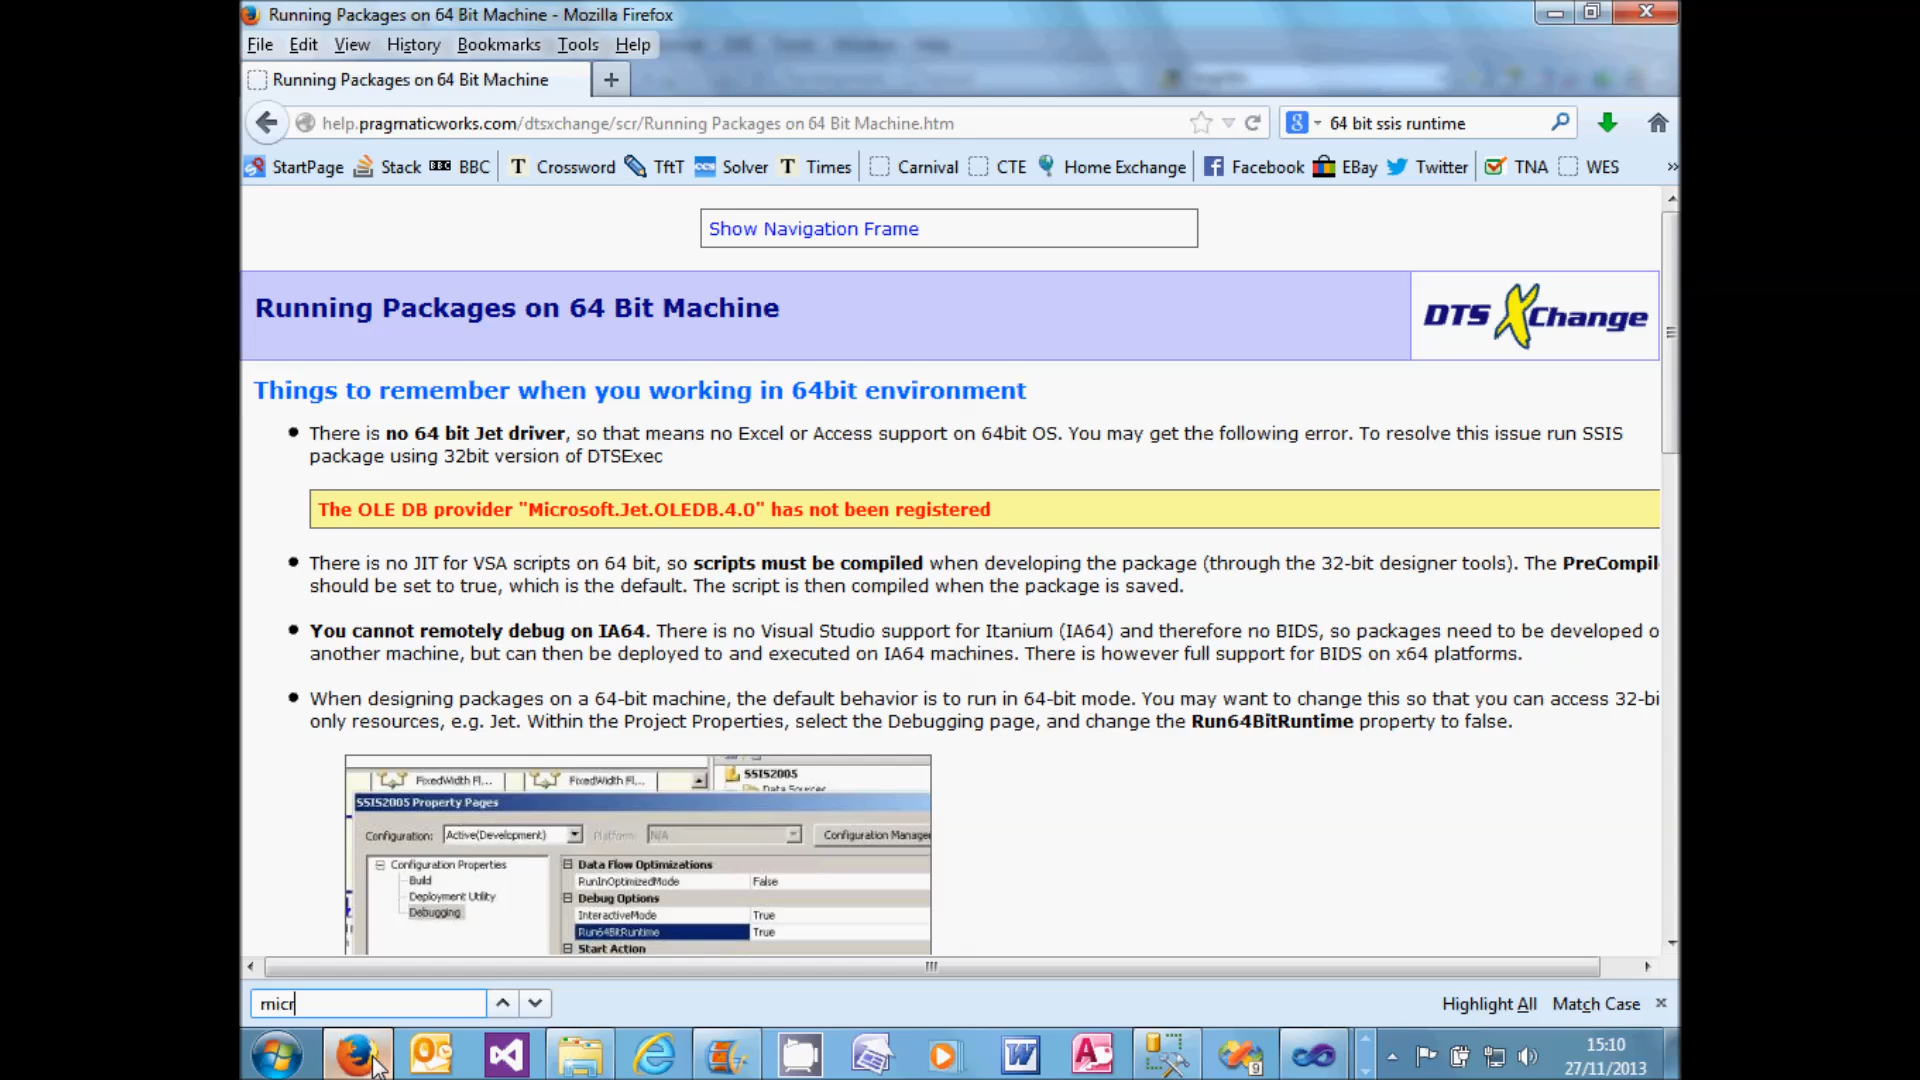 Running Packages on 64 Bit Machine - Mozilla Firefox
File Edit View History Bookmarks Tools Help
Running Packages on 64 Bit Machine
help.pragmaticworks.com/dtsxchange/scr/Running Packages on 64 Bit Machine.htm
64 bit ssis runtime
StartPage Stack BBC BBC T Crossword TftT Solver T Times Carnival CTE Home Exchange Facebook EBay Twitter TNA WES
Show Navigation Frame
Running Packages on 64 Bit Machine
DTS XChange
Things to remember when you working in 64bit environment
There is no 64 bit Jet driver, so that means no Excel or Access support on 64bit OS. You may get the following error. To resolve this issue run SSIS
package using 32bit version of DTSExec
The OLE DB provider "Microsoft.Jet.OLEDB.4.0" has not been registered
There is no JIT for VSA scripts on 64 bit, so scripts must be compiled when developing the package (through the 32-bit designer tools). The PreCompil
should be set to true, which is the default. The script is then compiled when the package is saved.
You cannot remotely debug on IA64. There is no Visual Studio support for Itanium (IA64) and therefore no BIDS, so packages need to be developed o
another machine, but can then be deployed to and executed on IA64 machines. There is however full support for BIDS on x64 platforms.
When designing packages on a 64-bit machine, the default behavior is to run in 64-bit mode. You may want to change this so that you can access 32-bi
only resources, e.g. Jet. Within the Project Properties, select the Debugging page, and change the Run64BitRuntime property to false.
FixedWidth Fl... FixedWidth Fl... SSIS2005
Data Sources
SSIS2005 Property Pages
Configuration: Active(Development) Platform: N/A Configuration Manage
Configuration Properties
Build
Deployment Utility
Debugging
Data Flow Optimizations
RunInOptimizedMode False
Debug Options
InteractiveMode True
Run64BitRuntime True
Start Action
micr
Highlight All Match Case
15:10
27/11/2013